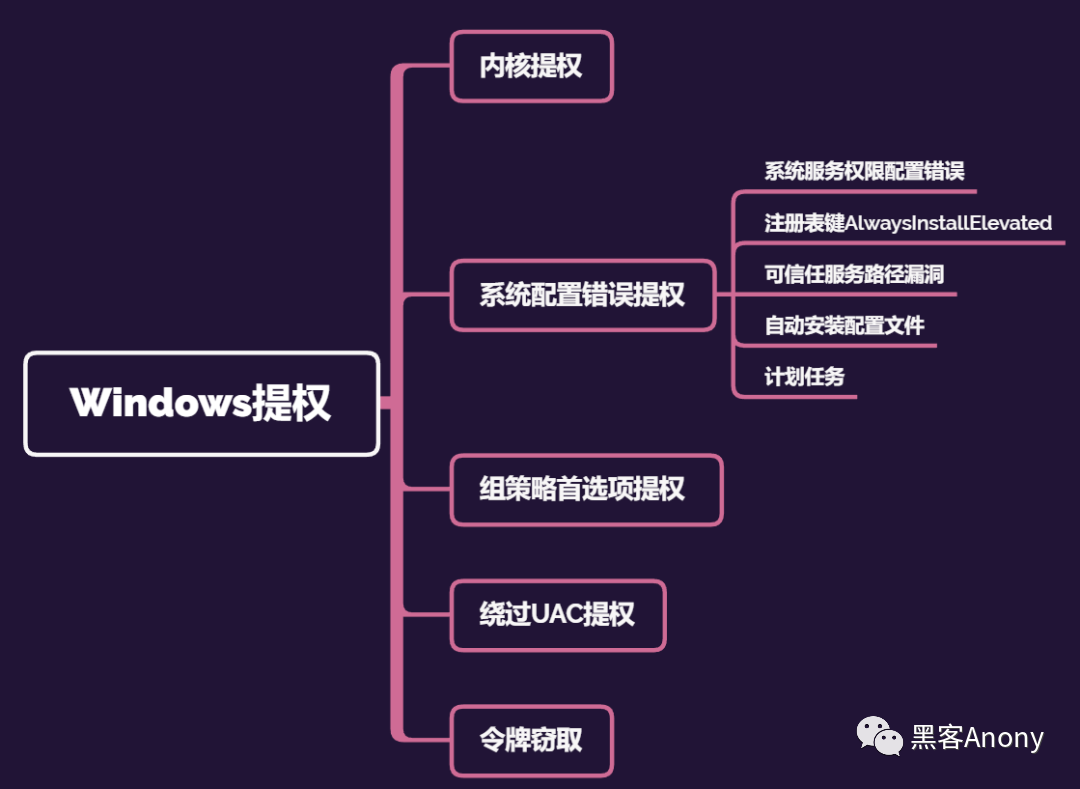 Windows提权
内核提权
系统配置错误提权
系统服务权限配置错误
注册表键AlwaysInstallElevated
可信任服务路径漏洞
自动安装配置文件
计划任务
组策略首选项提权
绕过UAC提权
令牌窃取
黑客Anony